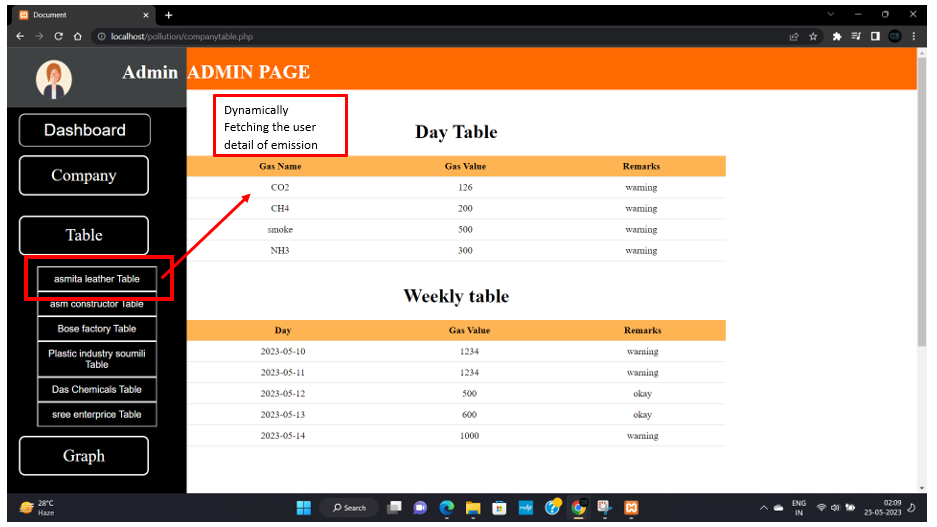 Document
localhost/pollution/companytable.php
Admin
ADMIN PAGE
Dashboard
Company
Table
asmita leather Table
asm constructor Table
Bose factory Table
Plastic industry soumili
Table
Das Chemicals Table
sree enterprice Table
Graph
Dynamically
Fetching the user
detail of emission
Day Table
Gas Name Gas Value Remarks
CO2 126 warning
CH4 200 warning
smoke 500 warning
NH3 300 warning
Weekly table
Day Gas Value Remarks
2023-05-10 1234 warning
2023-05-11 1234 warning
2023-05-12 500 okay
2023-05-13 600 okay
2023-05-14 1000 warning
28°C
Haze
Search
ENG
IN
02:09
25-05-2023